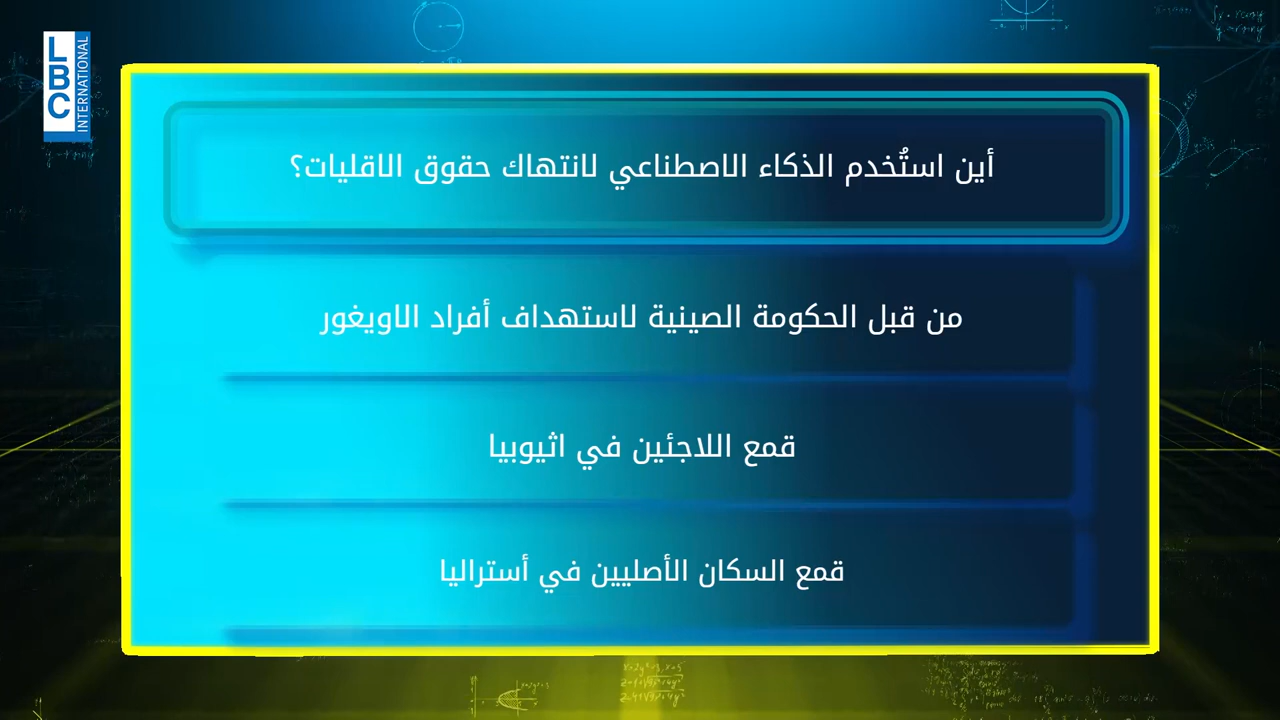 LBC
INTERNATIONAL
أين استُخدم الذكاء الاصطناعي لانتهاك حقوق الاقليات؟
من قبل الحكومة الصينية لاستهداف أفراد الاويغور
قمع اللاجئين في اثيوبيا
قمع السكان الأصليين في أستراليا